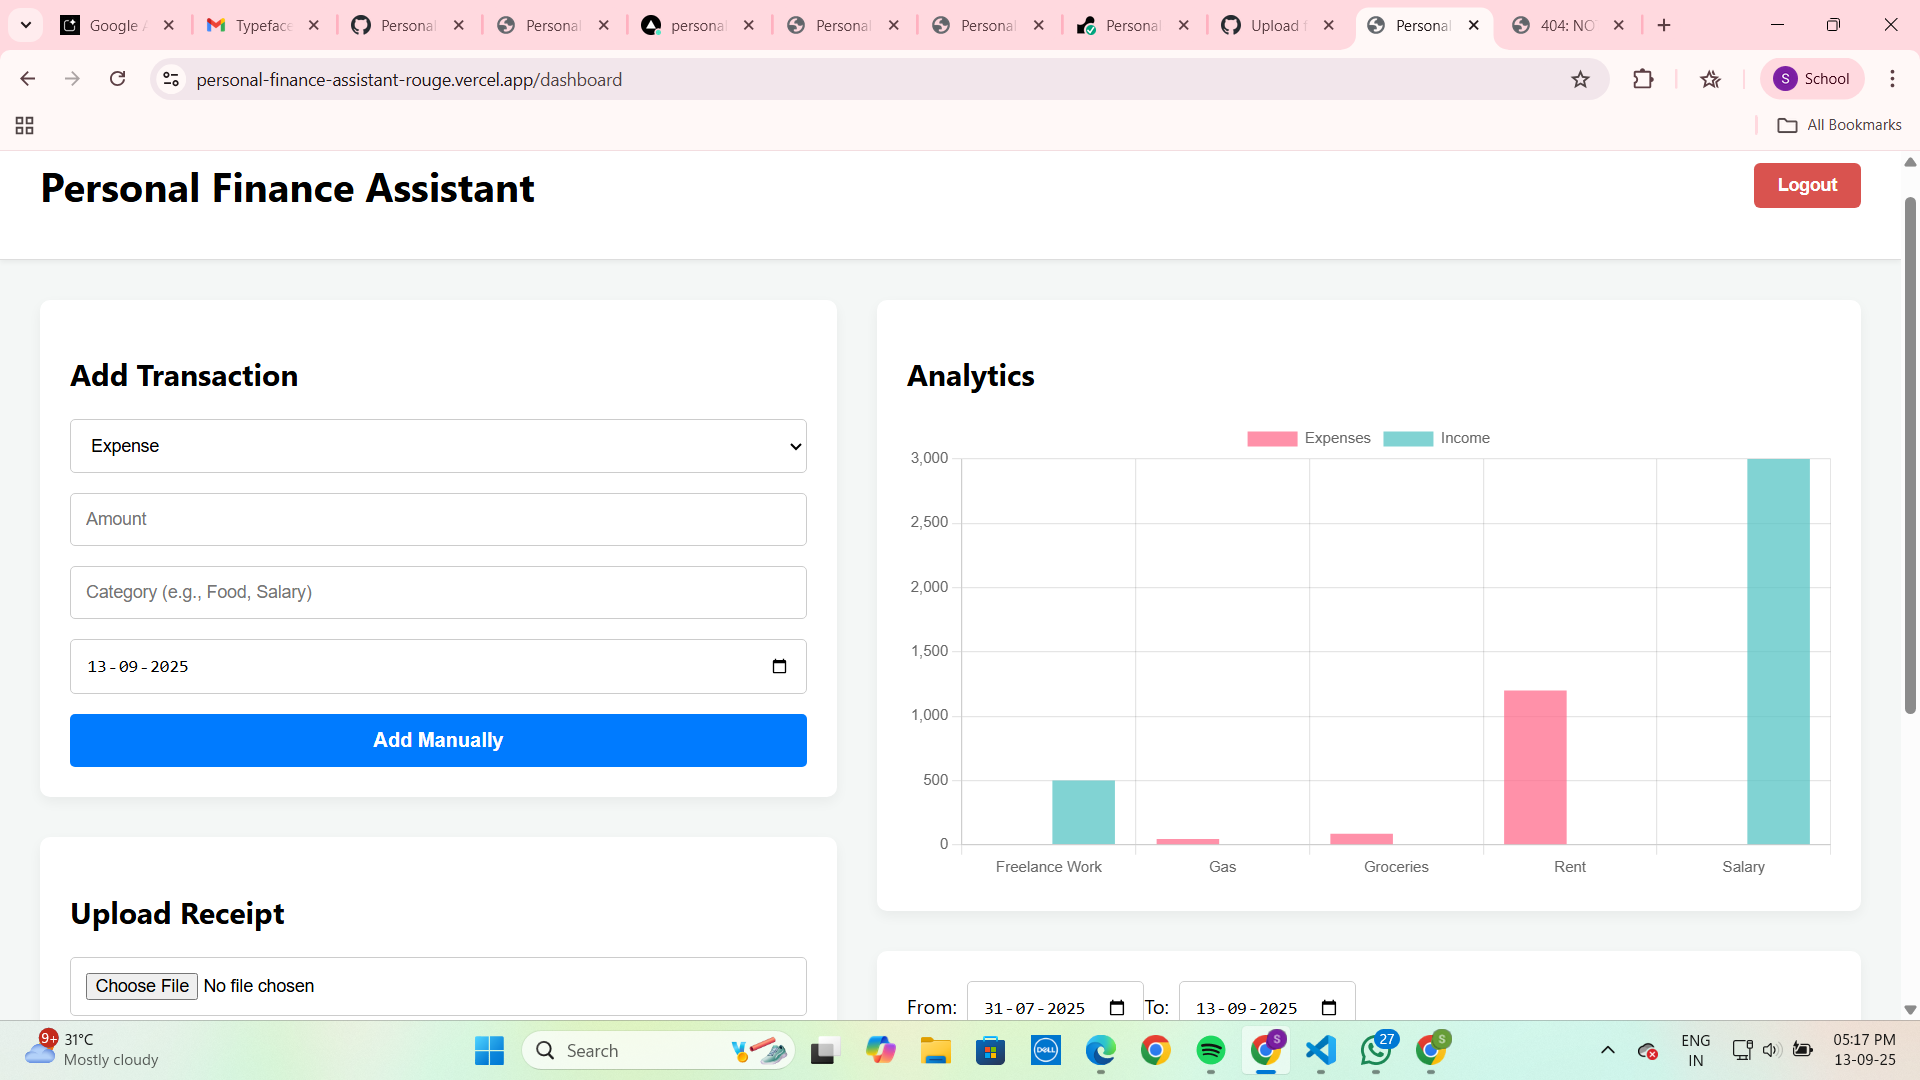 Google A
Typeface
Personal
Personal
personal
Personal
Personal
Personal
Upload f
Personal
404: NO
personal-finance-assistant-rouge.vercel.app/dashboard
S School
All Bookmarks
Personal Finance Assistant
Logout
Add Transaction
Expense
Amount
Category (e.g., Food, Salary)
13-09-2025
Add Manually
Upload Receipt
Choose File No file chosen
Analytics
Expenses Income
3,000
2,500
2,000
1,500
1,000
500
0
Freelance Work Gas Groceries Rent Salary
From: 31-07-2025 To: 13-09-2025
9+
31°C
Mostly cloudy
Search
DELL
S
27
S
ENG
IN
05:17 PM
13-09-25